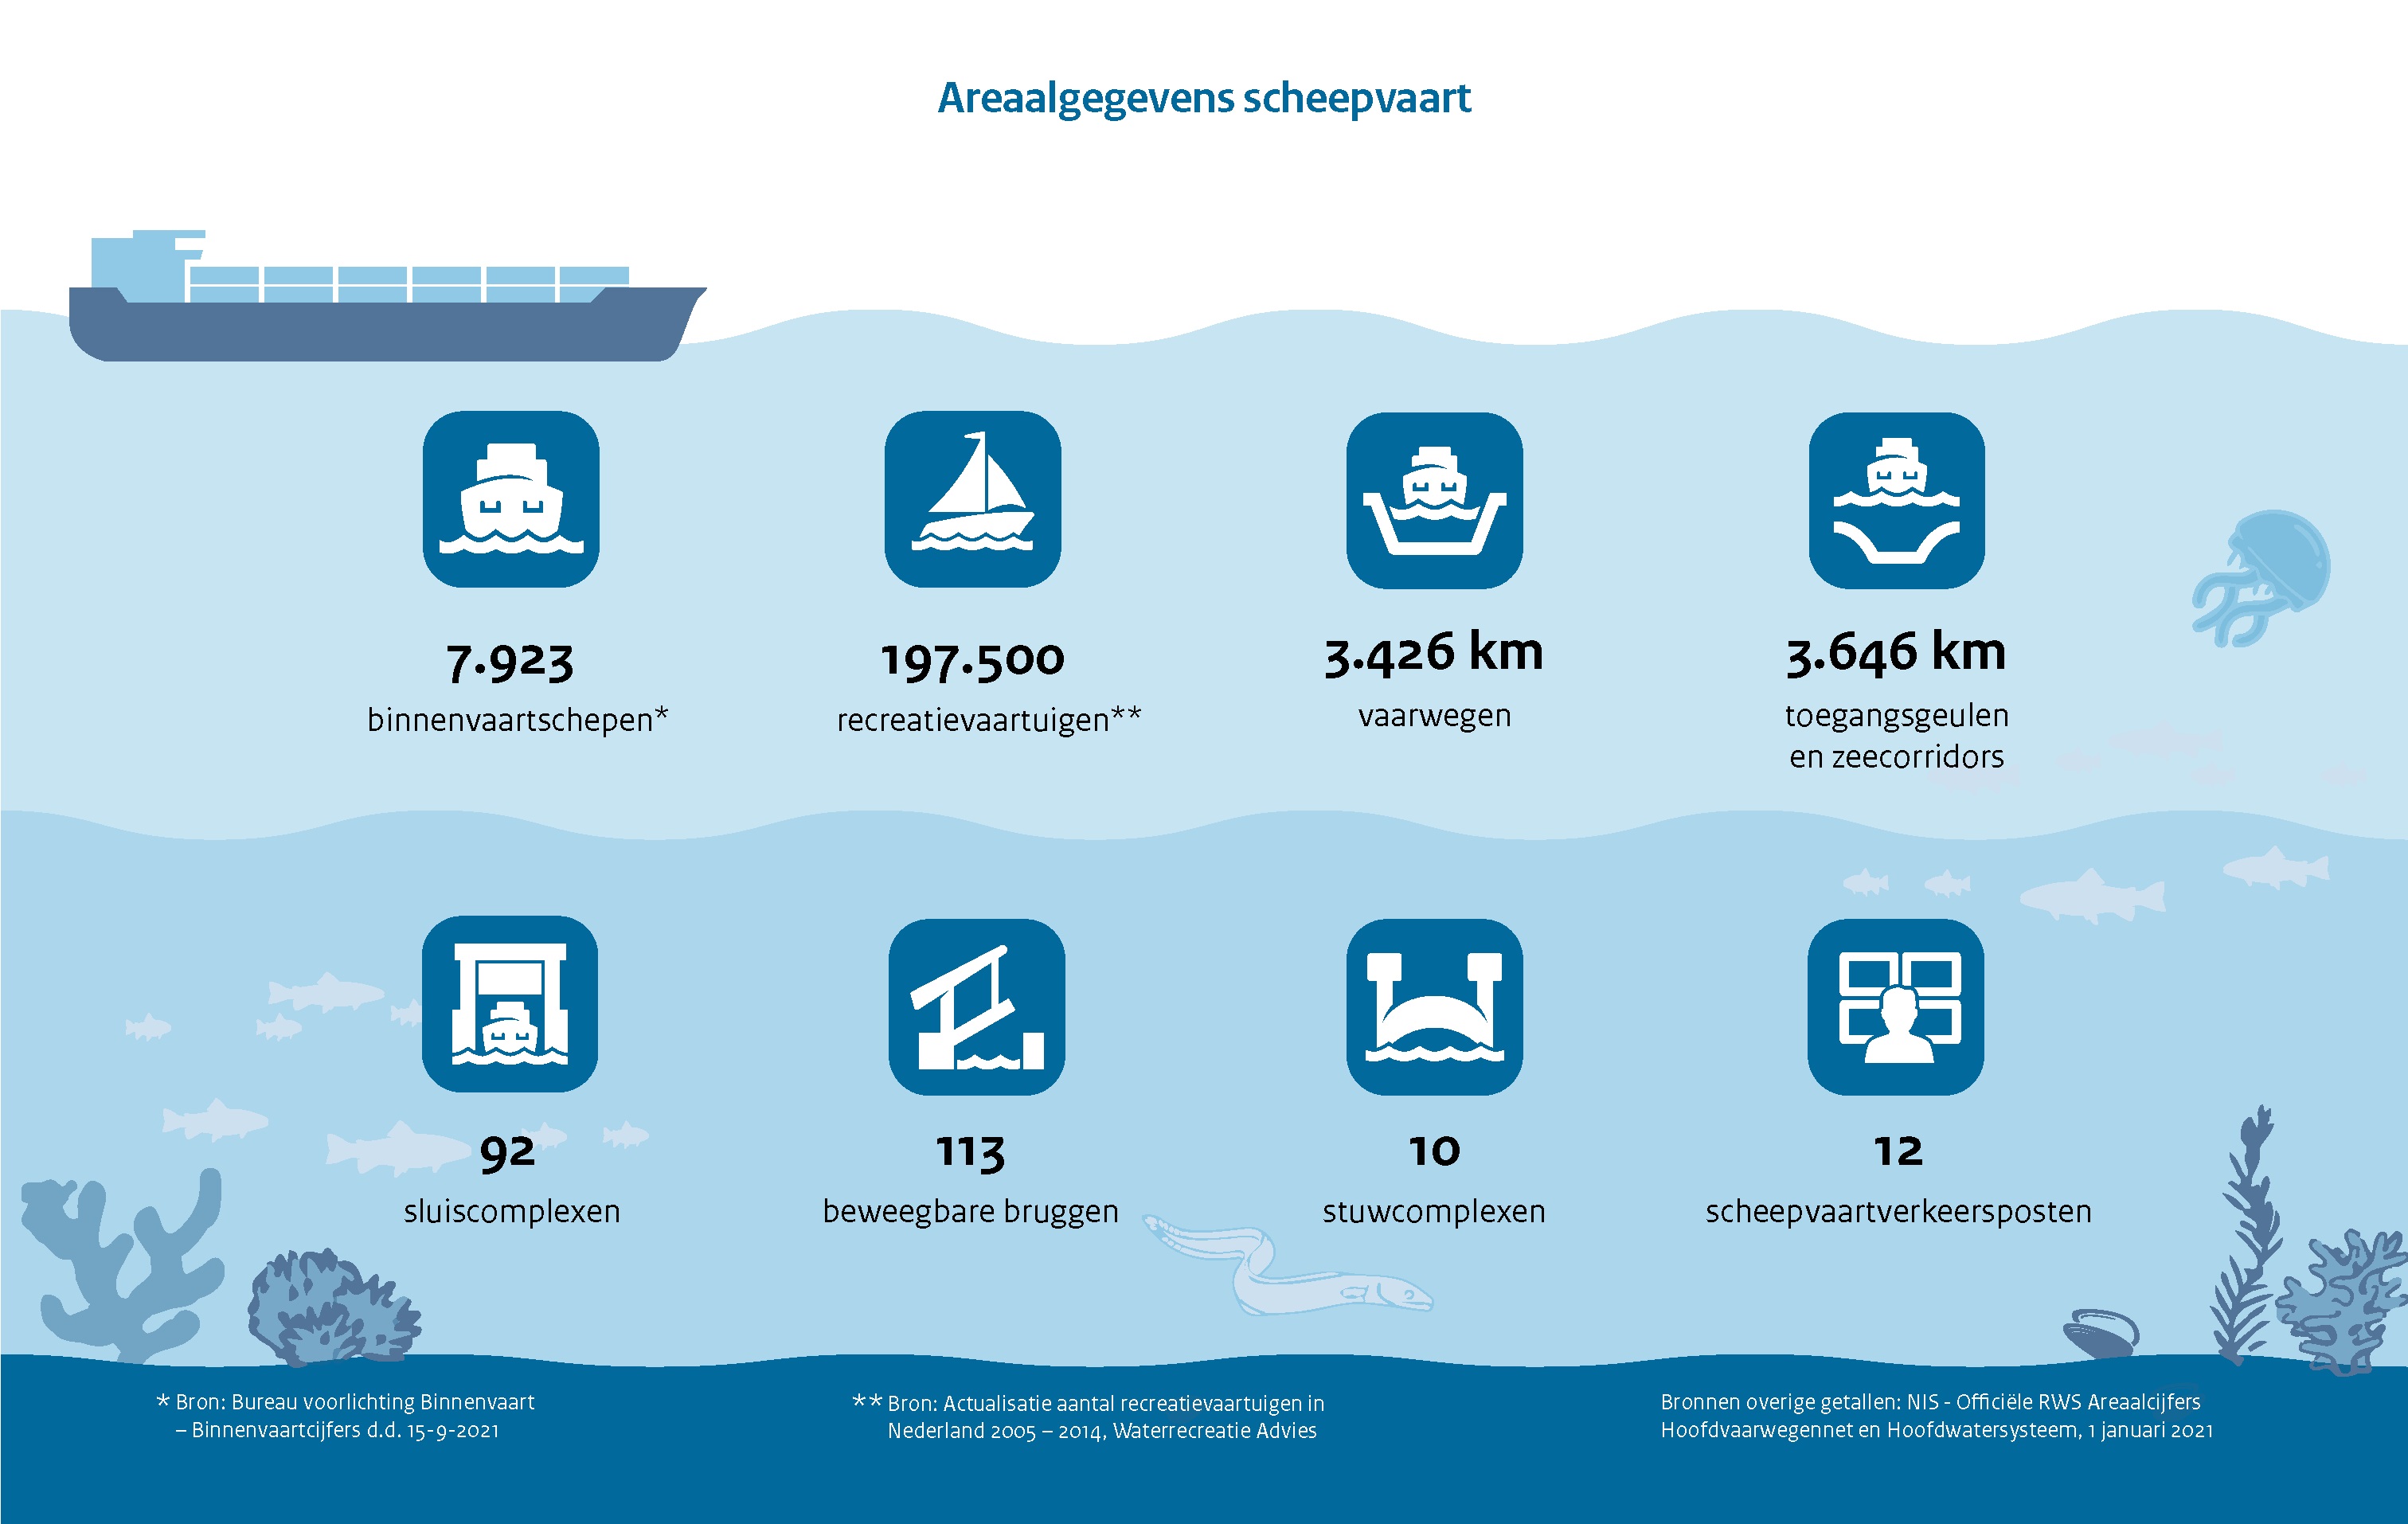 Areaalgegevens scheepvaart
7.923
binnenvaartschepen*
197.500
recreatievaartuigen**
3.426 km
vaarwegen
3.646 km
toegangsgeulen
en zeecorridors
92
sluiscomplexen
113
beweegbare bruggen
10
stuwcomplexen
12
scheepvaartverkeersposten
* Bron: Bureau voorlichting Binnenvaart
– Binnenvaartcijfers d.d. 15-9-2021
** Bron: Actualisatie aantal recreatievaartuigen in
Nederland 2005 – 2014, Waterrecreatie Advies
Bronnen overige getallen: NIS - Officiële RWS Areaalcijfers
Hoofdvaarwegennet en Hoofdwatersysteem, 1 januari 2021